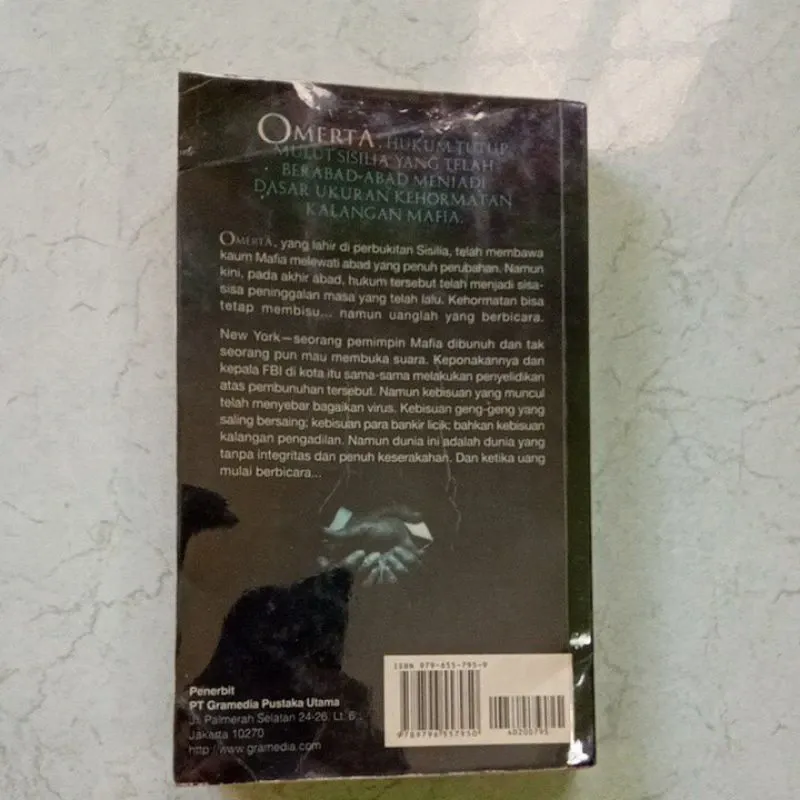 OMERTA, HUKUM TUTUP
MULUT SISILIA YANG TELAH
BERABAD-ABAD MENJADI
DASAR UKURAN KEHORMATAN
KALANGAN MAFIA.
OMERTA, yang lahir di perbukitan Sisilia, telah membawa
kaum Mafia melewati abad yang penuh perubahan. Namun
kini, pada akhir abad, hukum tersebut telah menjadi sisa-
sisa peninggalan masa yang telah lalu. Kehormatan bisa
tetap membisu... namun uanglah yang berbicara.
New York—seorang pemimpin Mafia dibunuh dan tak
seorang pun mau membuka suara. Keponakannya dan
kepala FBI di kota itu sama-sama melakukan penyelidikan
atas pembunuhan tersebut. Namun kebisuan yang muncul
telah menyebar bagaikan virus. Kebisuan geng-geng yang
saling bersaing; kebisuan para bankir licik; bahkan kebisuan
kalangan pengadilan. Namun dunia ini adalah dunia yang
tanpa integritas dan penuh keserakahan. Dan ketika uang
mulai berbicara...
Penerbit
PT Gramedia Pustaka Utama
Jl. Palmerah Selatan 24-26, Lt. 6
Jakarta 10270
http://www.gramedia.com
ISBN 979-655-795-9
9789796557950
40200795